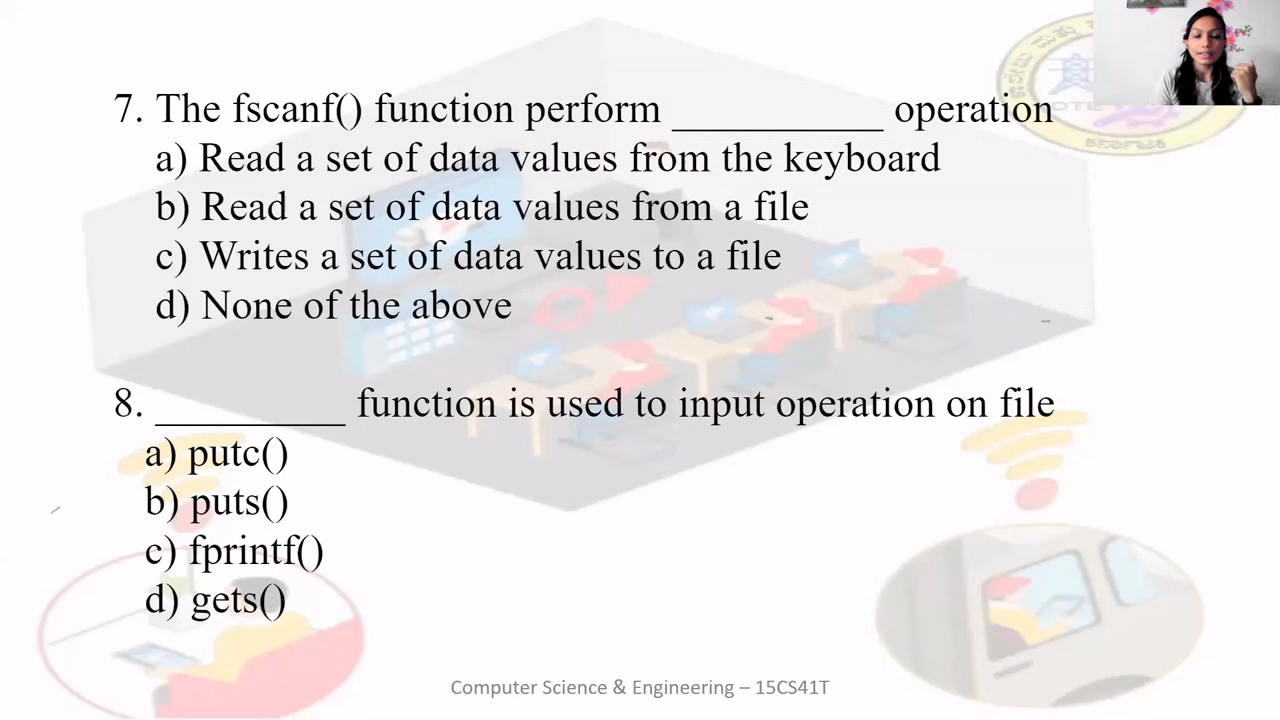 7. The fscanf() function perform __________ operation
a) Read a set of data values from the keyboard
b) Read a set of data values from a file
c) Writes a set of data values to a file
d) None of the above
8. _________ function is used to input operation on file
a) putc()
b) puts()
c) fprintf()
d) gets()
Computer Science & Engineering – 15CS41T